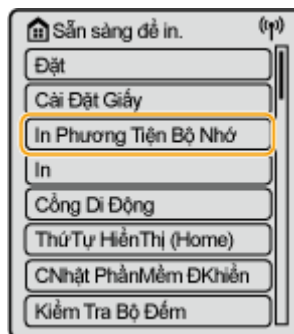 Sẵn sàng để in.
Đặt
Cài Đặt Giấy
In Phương Tiện Bộ Nhớ
In
Cổng Di Động
ThứTự HiểnThị (Home)
CNhật PhầnMềm ĐKhiển
Kiểm Tra Bộ Đếm